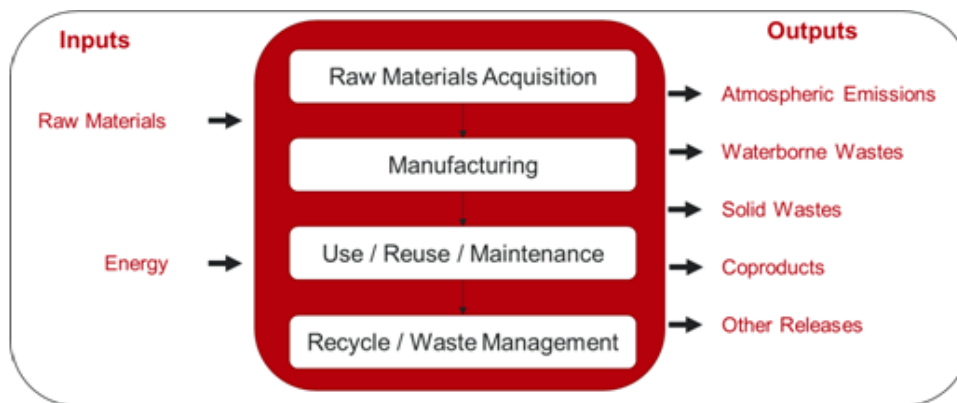 Inputs
Raw Materials
Energy
Raw Materials Acquisition
Manufacturing
Use / Reuse / Maintenance
Recycle / Waste Management
Outputs
Atmospheric Emissions
Waterborne Wastes
Solid Wastes
Coproducts
Other Releases